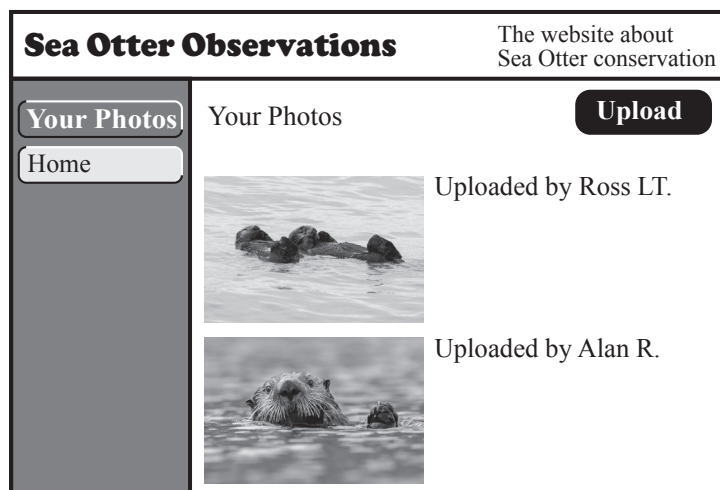 Sea Otter Observations
The website about
Sea Otter conservation
Your Photos
Home
Your Photos
Upload
Uploaded by Ross LT.
Uploaded by Alan R.